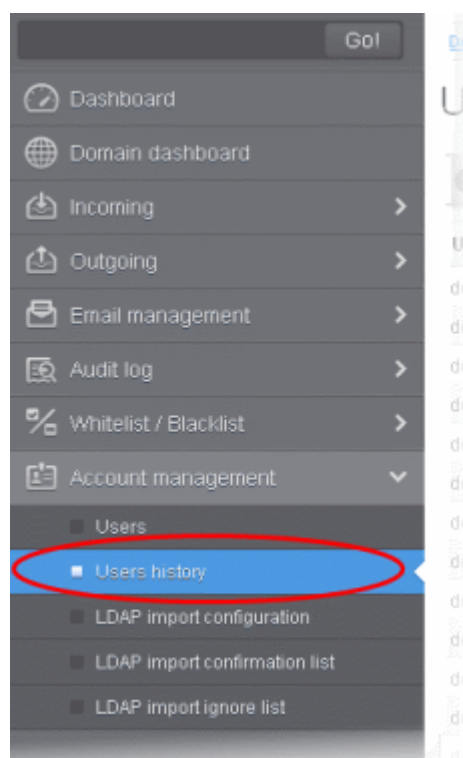 Go!
Dashboard
Domain dashboard
Incoming
Outgoing
Email management
Audit log
Whitelist / Blacklist
Account management
Users
Users history
LDAP import configuration
LDAP import confirmation list
LDAP import ignore list